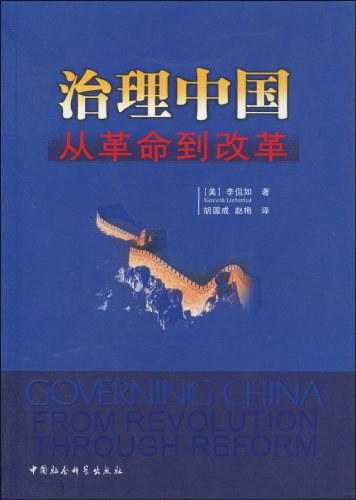 治理中国
从革命到改革
[美] 李侃如 著
Kenneth Lieberthal
胡国成 赵梅 译
GOVERNING CHINA
FROM REVOLUTION
THROUGH REFORM
中国社会科学出版社